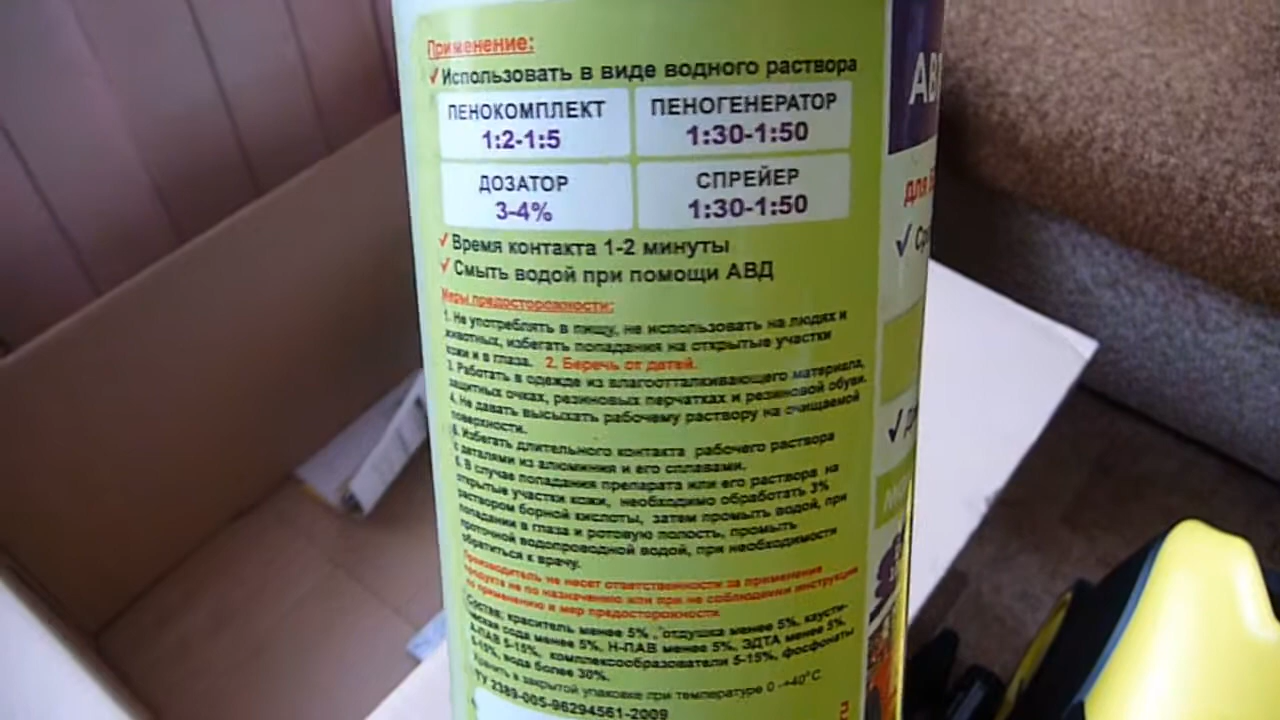 Применение:
✓Использовать в виде водного раствора
ПЕНОКОМПЛЕКТ ПЕНОГЕНЕРАТОР
1:2-1:5 1:30-1:50
ДОЗАТОР СПРЕЙЕР
3-4% 1:30-1:50
✓Время контакта 1-2 минуты
✓Смыть водой при помощи АВД
Меры предосторожности:
1. Не употреблять в пищу, не использовать на людях и
животных, избегать попадания на открытые участки
кожи и в глаза. 2. Беречь от детей.
3. Работать в одежде из влагоотталкивающего материала,
защитных очках, резиновых перчатках и резиновой обуви.
4. Не давать высыхать рабочему раствору на очищаемой
поверхности.
Избегать длительного контакта рабочего раствора
с деталями из алюминия и его сплавами.
В случае попадания препарата или его раствора на
открытые участки кожи, необходимо обработать 3%
раствором борной кислоты, затем промыть водой, при
попадании в глаза и ротовую полость, промыть
проточной водопроводной водой, при необходимости
обратиться к врачу.
Производитель не несет ответственности за применение
продукта не по назначению или при не соблюдении инструкции
по применению и мер предосторожности
Состав: краситель менее 5%, отдушка менее 5%, каусти-
ческая сода менее 5%, Н-ПАВ менее 5%, ЭДТА менее 5%,
А-ПАВ 5-15%, комплексообразователи 5-15%, фосфонаты
5-15%, вода более 30%.
Хранить в закрытой упаковке при температуре 0 -+40°С
ТУ 2389-005-96294561-2009
АВ
для